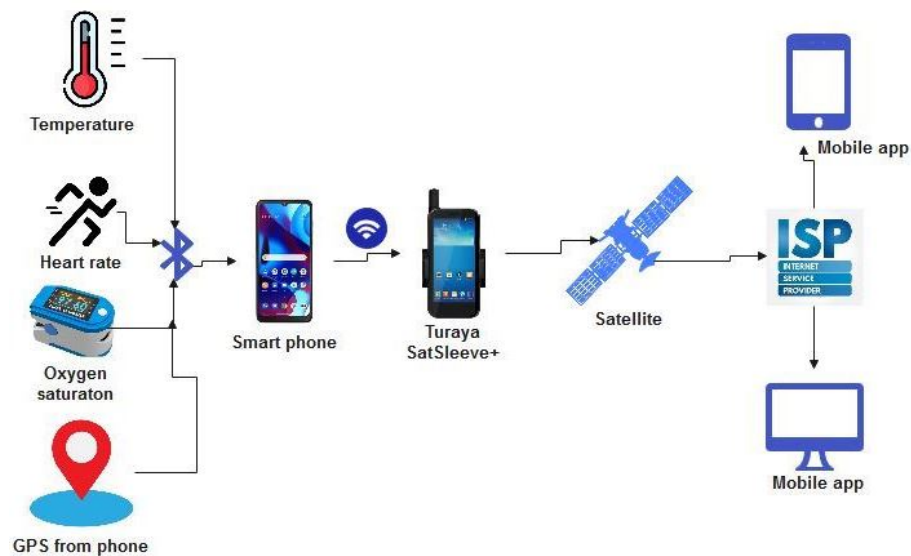 Temperature
Heart rate
Oxygen
saturaton
GPS from phone
Smart phone
Turaya
SatSleeve+
Satellite
ISP
INTERNET
SERVICE
PROVIDER
Mobile app
Mobile app